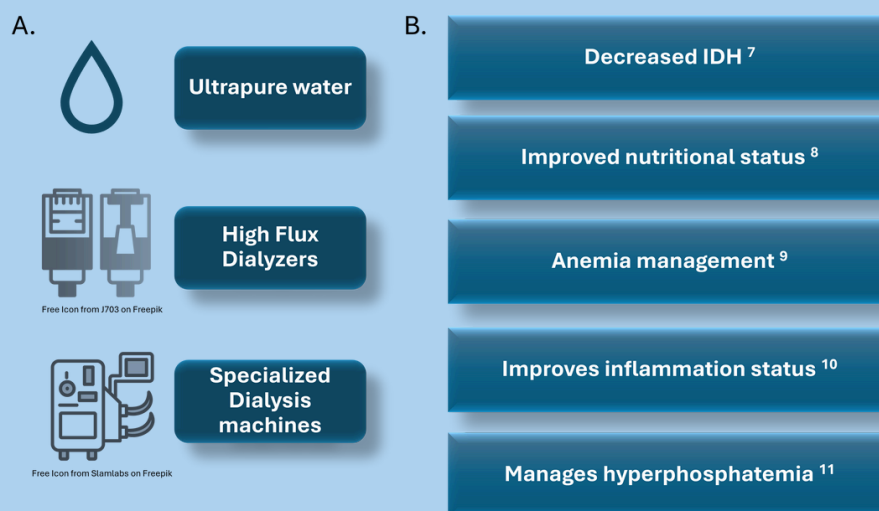 A.
Ultrapure water
High Flux
Dialyzers
Free Icon from J703 on Freepik
Specialized
Dialysis
machines
Free Icon from Slamlabs on Freepik
B.
Decreased IDH 7
Improved nutritional status 8
Anemia management 9
Improves inflammation status 10
Manages hyperphosphatemia 11